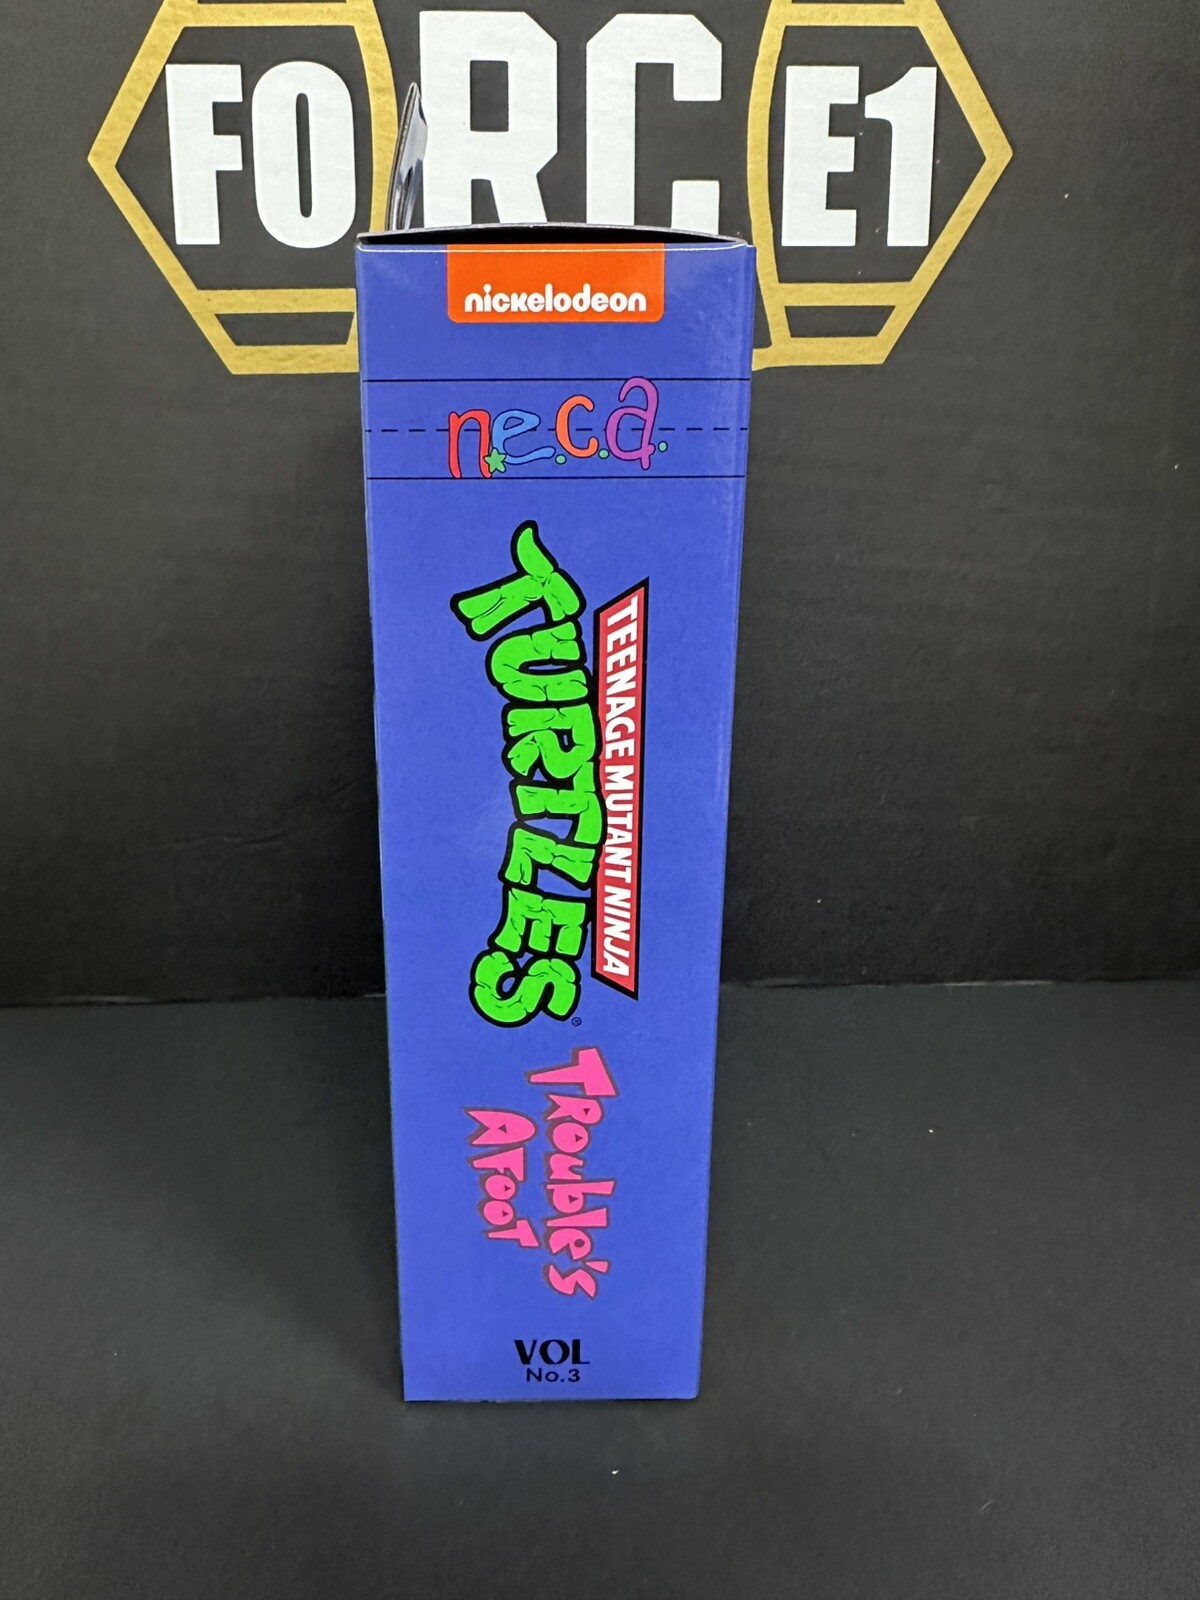 FORCE1
nickelodeon
n.e.c.a.
TEENAGE MUTANT NINJA
TURTLES®
TRouble's
AFooT
VOL
No.3